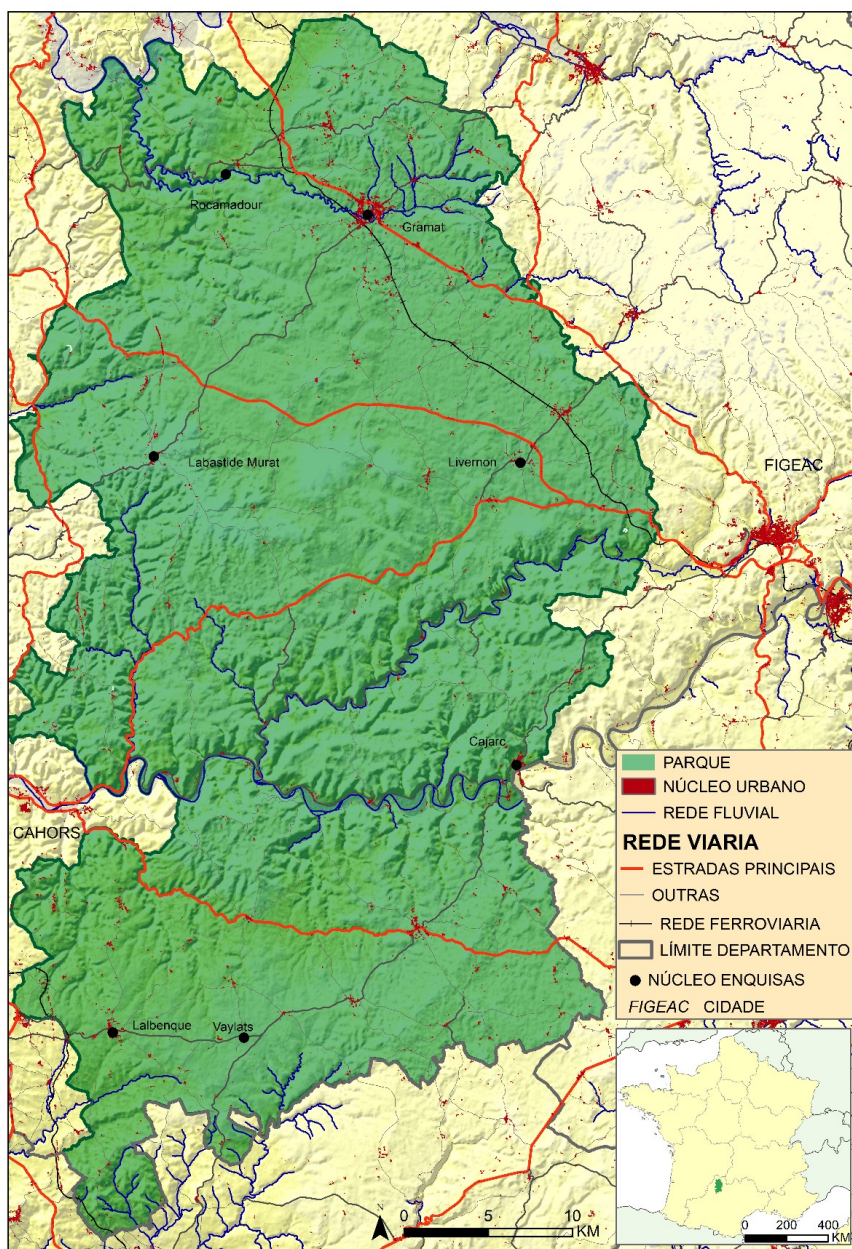 Rocamadour
Gramat
Labastide Murat
Livernon
FIGEAC
Cajarc
CAHORS
Lalbenque
Vaylats
PARQUE
NÚCLEO URBANO
REDE FLUVIAL
REDE VIARIA
ESTRADAS PRINCIPAIS
OUTRAS
REDE FERROVIARIA
LÍMITE DEPARTAMENTO
NÚCLEO ENQUISAS
FIGEAC CIDADE
N
0 5 10
KM
0 200 400
KM